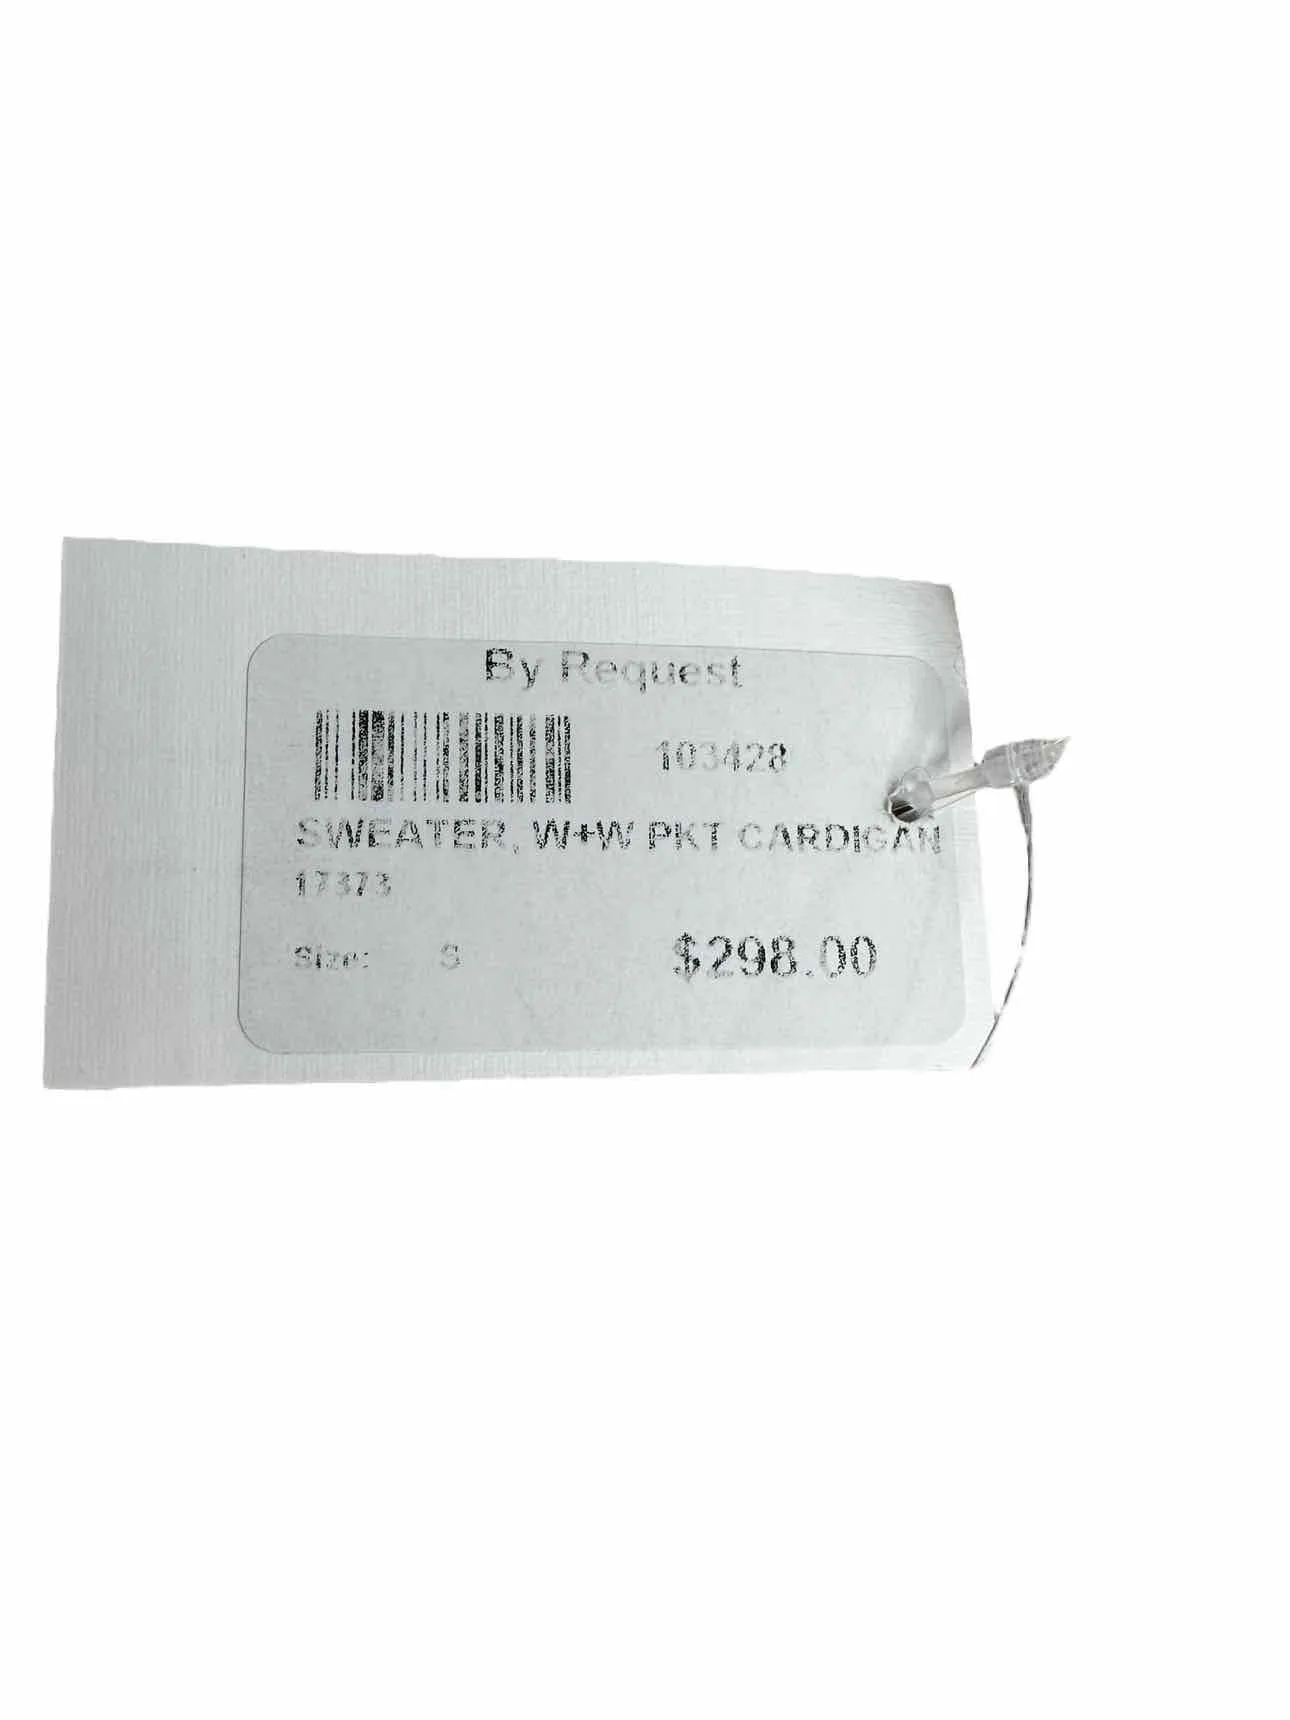 By Request
103428
SWEATER, W+W PKT CARDIGAN
17373
Size: S $298.00